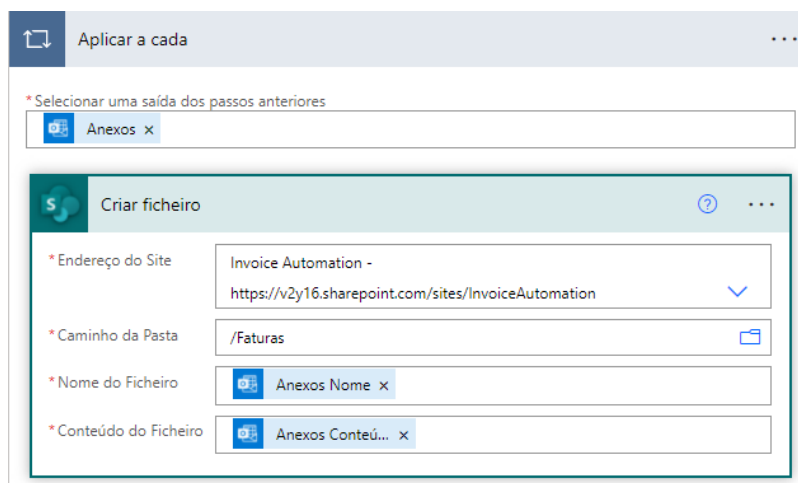 Aplicar a cada
* Selecionar uma saída dos passos anteriores
Anexos ×
S Criar ficheiro ?
* Endereço do Site
Invoice Automation -
https://v2y16.sharepoint.com/sites/InvoiceAutomation
* Caminho da Pasta /Faturas
* Nome do Ficheiro Anexos Nome ×
* Conteúdo do Ficheiro Anexos Conteú... ×